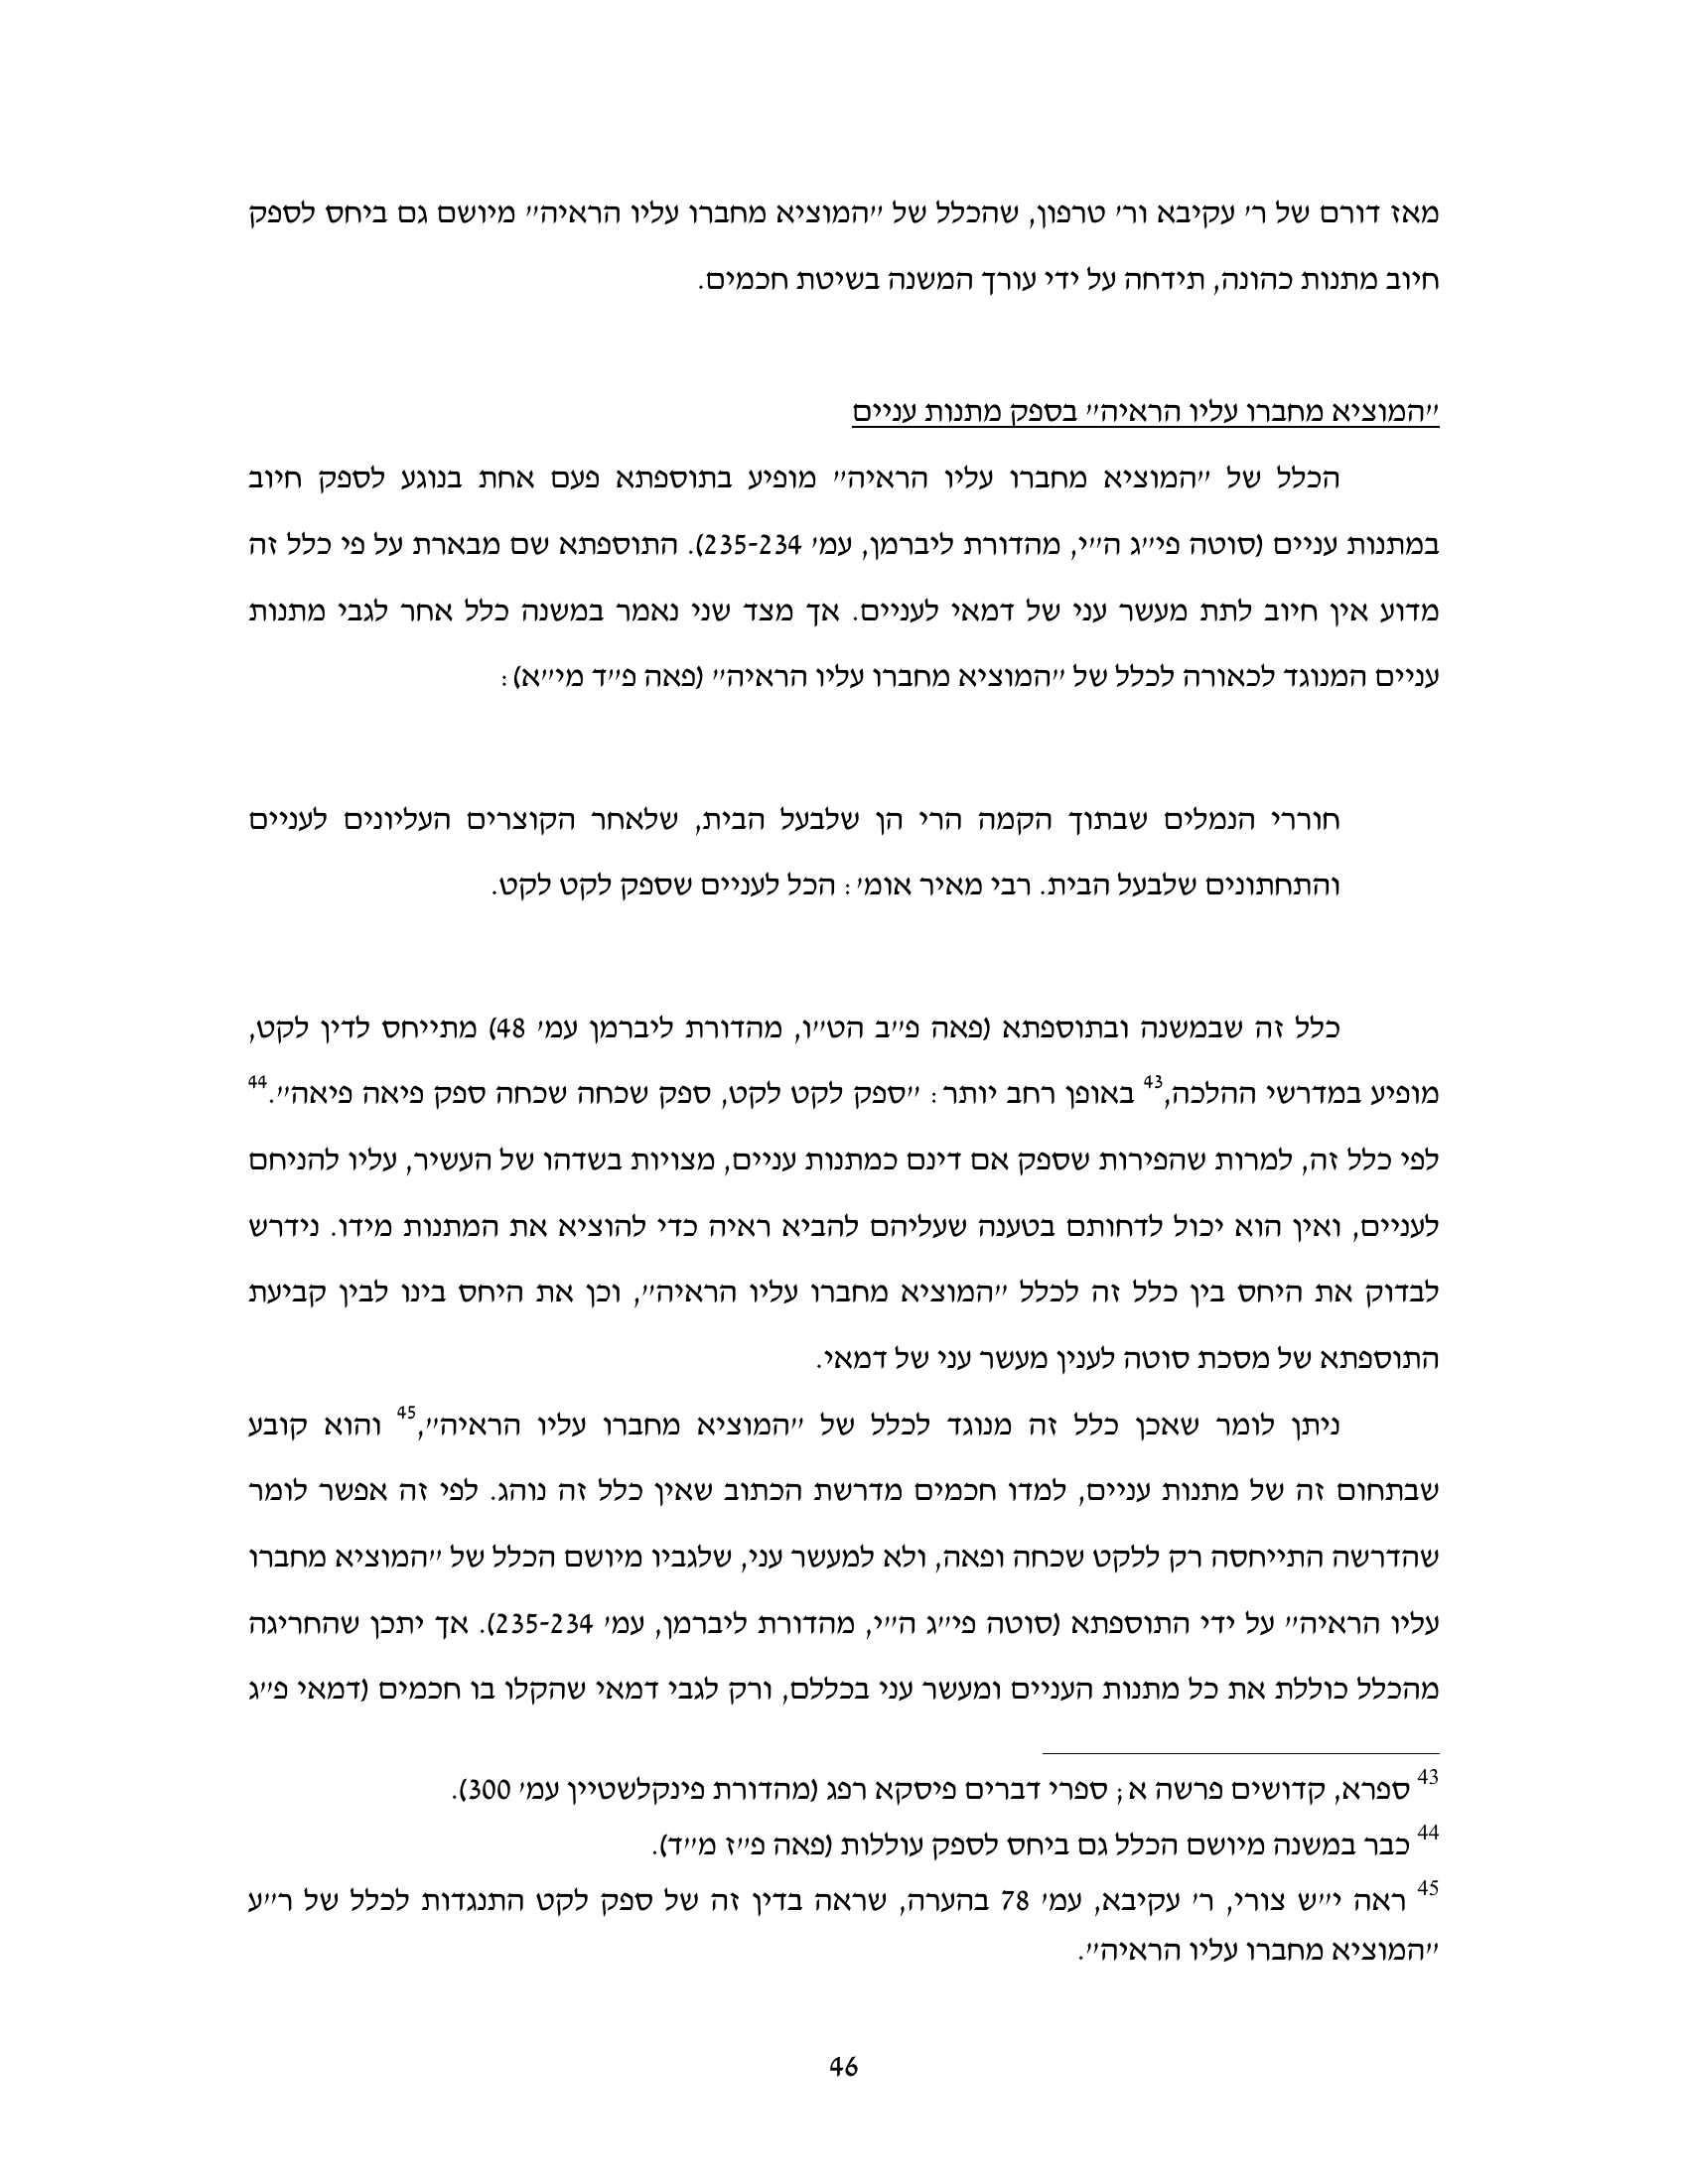 מאז דורם של ר' עקיבא ור' טרפון, שהכלל של "המוציא מחברו עליו הראיה" מיושם גם ביחס לספק
חיוב מתנות כהונה, תידחה על ידי עורך המשנה בשיטת חכמים.
"המוציא מחברו עליו הראיה" בספק מתנות עניים
הכלל של "המוציא מחברו עליו הראיה" מופיע בתוספתא פעם אחת בנוגע לספק חיוב
במתנות עניים (סוטה פי"ג ה"י, מהדורת ליברמן, עמ' 235-234). התוספתא שם מבארת על פי כלל זה
מדוע אין חיוב לתת מעשר עני של דמאי לעניים. אך מצד שני נאמר במשנה כלל אחר לגבי מתנות
עניים המנוגד לכאורה לכלל של "המוציא מחברו עליו הראיה" (פאה פ"ד מי"א):
חוררי הנמלים שבתוך הקמה הרי הן שלבעל הבית, שלאחר הקוצרים העליונים לעניים
והתחתונים שלבעל הבית. רבי מאיר אומ': הכל לעניים שספק לקט לקט.
כלל זה שבמשנה ובתוספתא (פאה פ"ב הט"ו, מהדורת ליברמן עמ' 48) מתייחס לדין לקט,
מופיע במדרשי ההלכה,43 באופן רחב יותר: "ספק לקט לקט, ספק שכחה שכחה ספק פיאה פיאה".44
לפי כלל זה, למרות שהפירות שספק אם דינם כמתנות עניים, מצויות בשדהו של העשיר, עליו להניחם
לעניים, ואין הוא יכול לדחותם בטענה שעליהם להביא ראיה כדי להוציא את המתנות מידו. נידרש
לבדוק את היחס בין כלל זה לכלל "המוציא מחברו עליו הראיה", וכן את היחס בינו לבין קביעת
התוספתא של מסכת סוטה לענין מעשר עני של דמאי.
ניתן לומר שאכן כלל זה מנוגד לכלל של "המוציא מחברו עליו הראיה",45 והוא קובע
שבתחום זה של מתנות עניים, למדו חכמים מדרשת הכתוב שאין כלל זה נוהג. לפי זה אפשר לומר
שהדרשה התייחסה רק ללקט שכחה ופאה, ולא למעשר עני, שלגביו מיושם הכלל של "המוציא מחברו
עליו הראיה" על ידי התוספתא (סוטה פי"ג ה"י, מהדורת ליברמן, עמ' 235-234). אך יתכן שהחריגה
מהכלל כוללת את כל מתנות העניים ומעשר עני בכללם, ורק לגבי דמאי שהקלו בו חכמים (דמאי פ"ג
43 ספרא, קדושים פרשה א; ספרי דברים פיסקא רפג (מהדורת פינקלשטיין עמ' 300).
44 כבר במשנה מיושם הכלל גם ביחס לספק עוללות (פאה פ"ז מ"ד).
45 ראה י"ש צורי, ר' עקיבא, עמ' 78 בהערה, שראה בדין זה של ספק לקט התנגדות לכלל של ר"ע
"המוציא מחברו עליו הראיה".
46